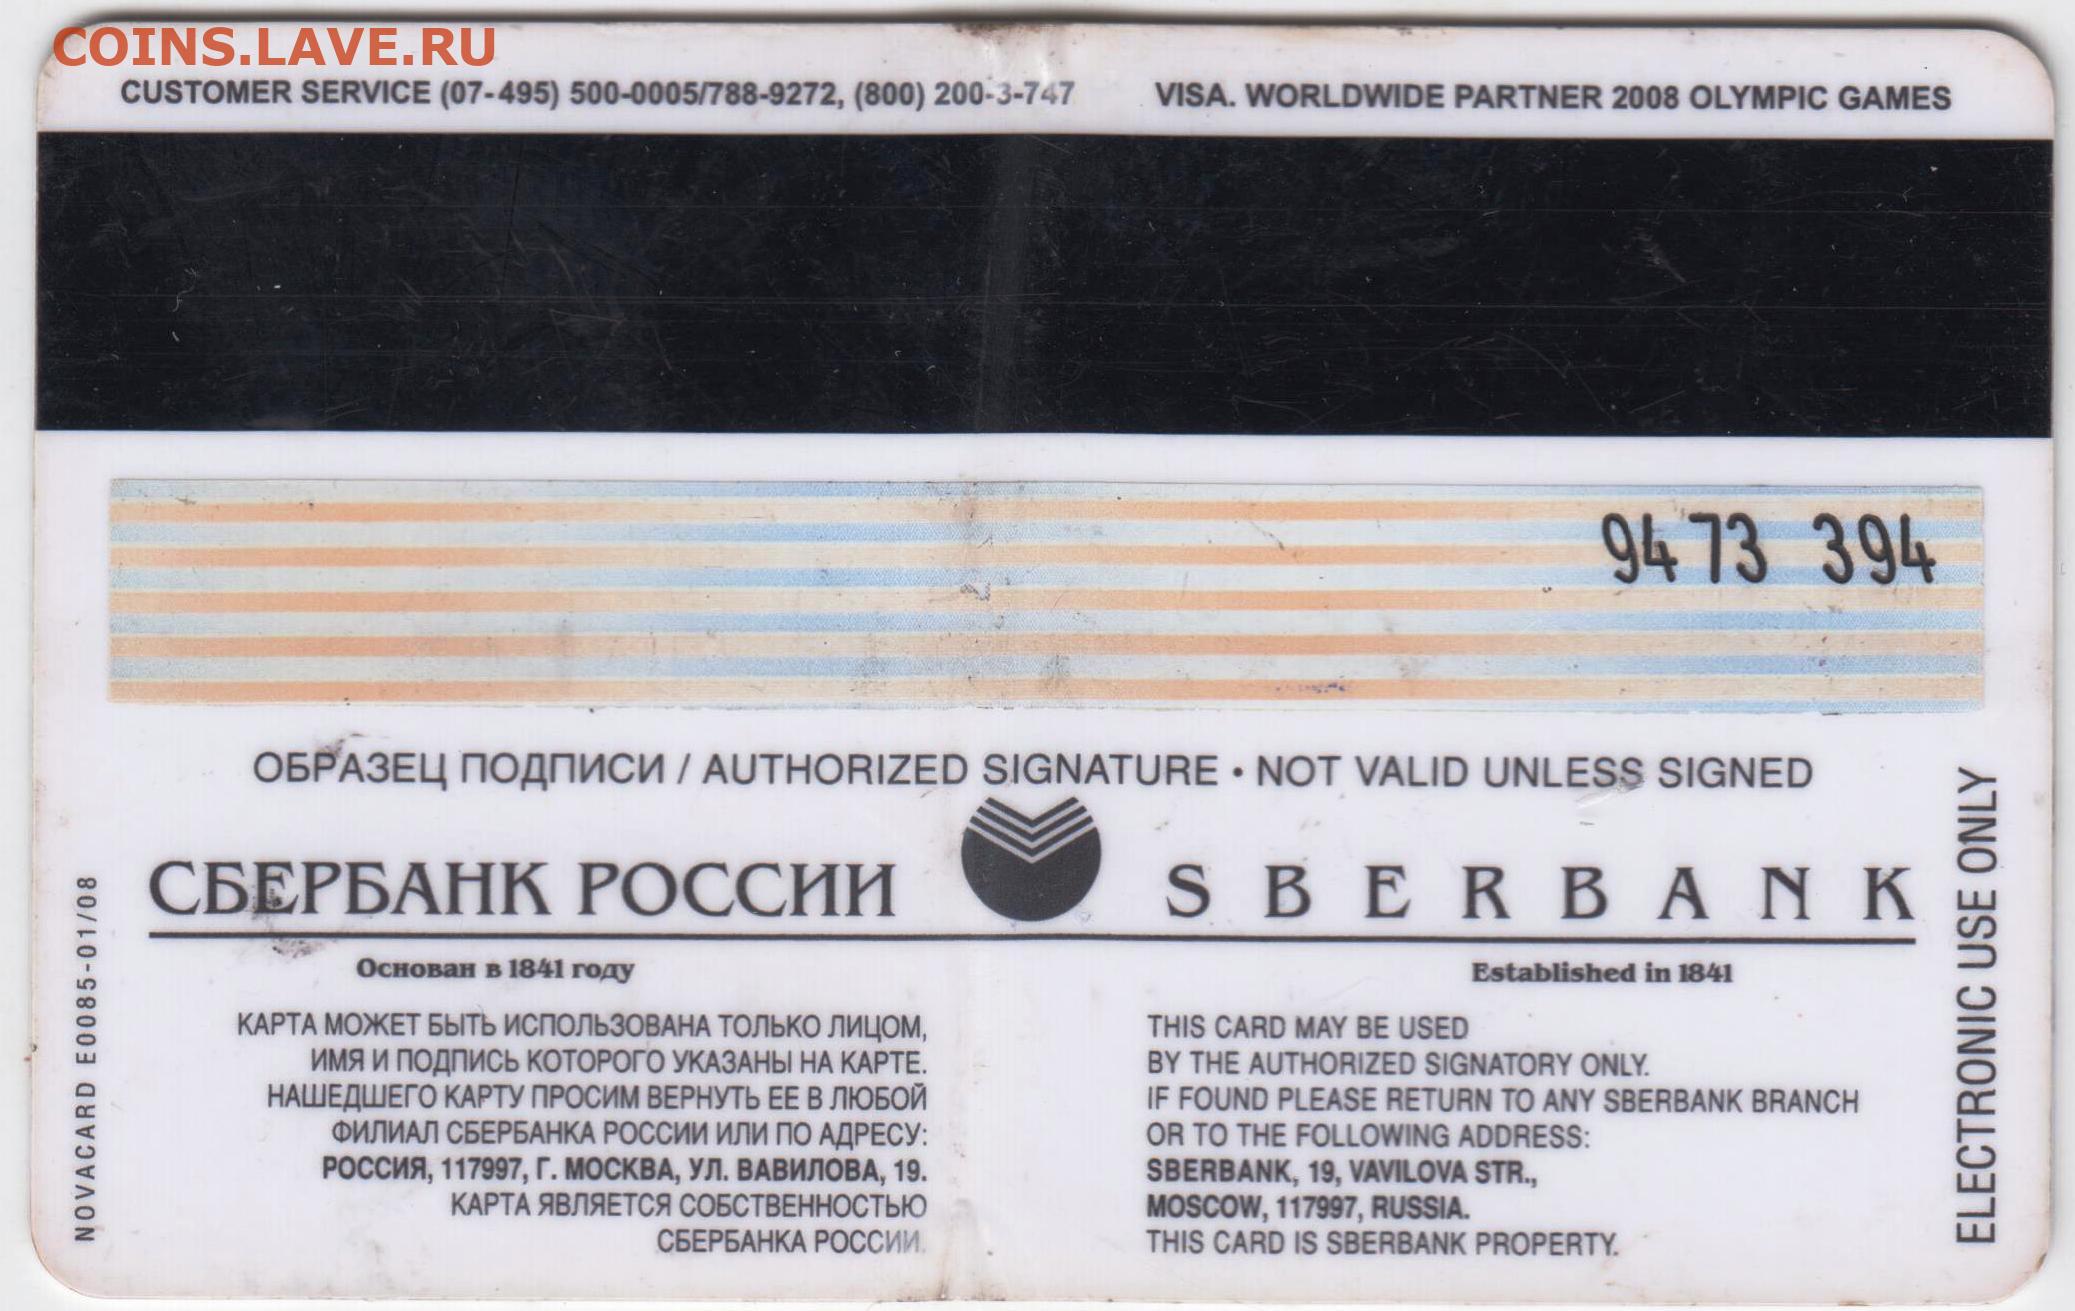 COINS.LAVE.RU
CUSTOMER SERVICE (07-495) 500-0005/788-9272, (800) 200-3-747 VISA. WORLDWIDE PARTNER 2008 OLYMPIC GAMES
9473 394
ОБРАЗЕЦ ПОДПИСИ / AUTHORIZED SIGNATURE • NOT VALID UNLESS SIGNED
СБЕРБАНК РОССИИ SBERBANK
Основан в 1841 году
Established in 1841
КАРТА МОЖЕТ БЫТЬ ИСПОЛЬЗОВАНА ТОЛЬКО ЛИЦОМ,
ИМЯ И ПОДПИСЬ КОТОРОГО УКАЗАНЫ НА КАРТЕ.
НАШЕДШЕГО КАРТУ ПРОСИМ ВЕРНУТЬ ЕЕ В ЛЮБОЙ
ФИЛИАЛ СБЕРБАНКА РОССИИ ИЛИ ПО АДРЕСУ:
РОССИЯ, 117997, Г. МОСКВА, УЛ. ВАВИЛОВА, 19.
КАРТА ЯВЛЯЕТСЯ СОБСТВЕННОСТЬЮ
СБЕРБАНКА РОССИИ.
THIS CARD MAY BE USED
BY THE AUTHORIZED SIGNATORY ONLY.
IF FOUND PLEASE RETURN TO ANY SBERBANK BRANCH
OR TO THE FOLLOWING ADDRESS:
SBERBANK, 19, VAVILOVA STR.,
MOSCOW, 117997, RUSSIA.
THIS CARD IS SBERBANK PROPERTY.
NOVACARD E0085-01/08
ELECTRONIC USE ONLY